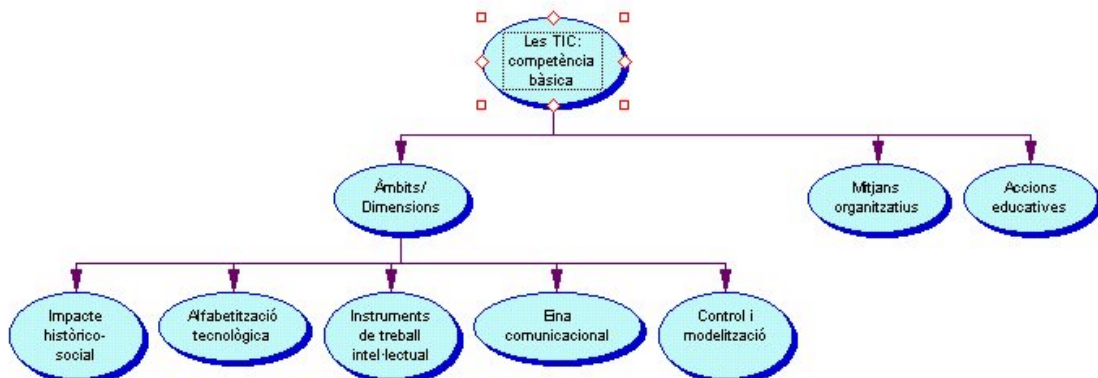 Les TIC:
competència
bàsica
Àmbits/
Dimensions
Mitjans
organitzatius
Accions
educatives
Impacte
històrico-
social
Alfabetització
tecnològica
Instruments
de treball
intel·lectual
Eina
comunicacional
Control i
modelització